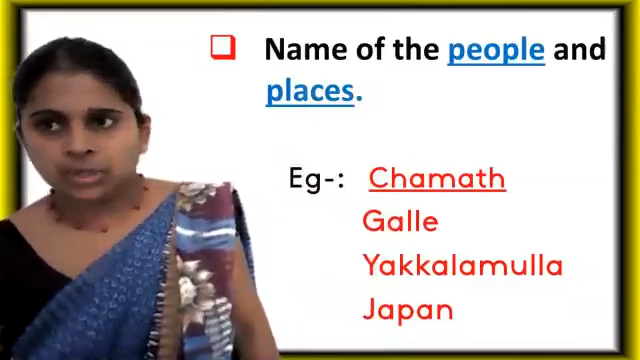 Name of the people and
places.
Eg-: Chamath
Galle
Yakkalamulla
Japan